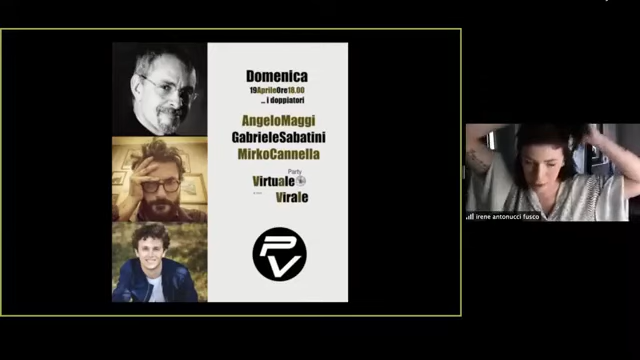 Domenica
19AprileOre18.00
... i doppiatori
AngeloMaggi
GabrieleSabatini
MirkoCannella
Party
Virtuale
Virale
PV
irene antonucci fusco